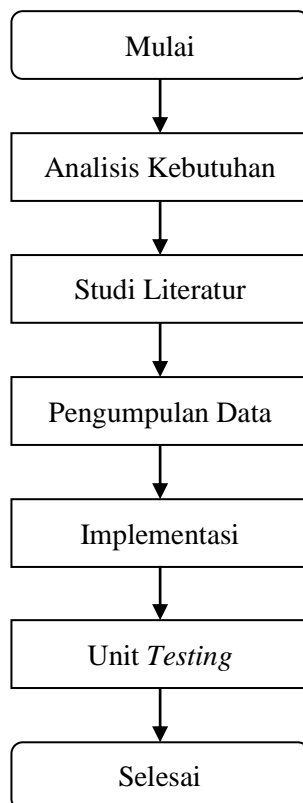 Mulai
Analisis Kebutuhan
Studi Literatur
Pengumpulan Data
Implementasi
Unit Testing
Selesai